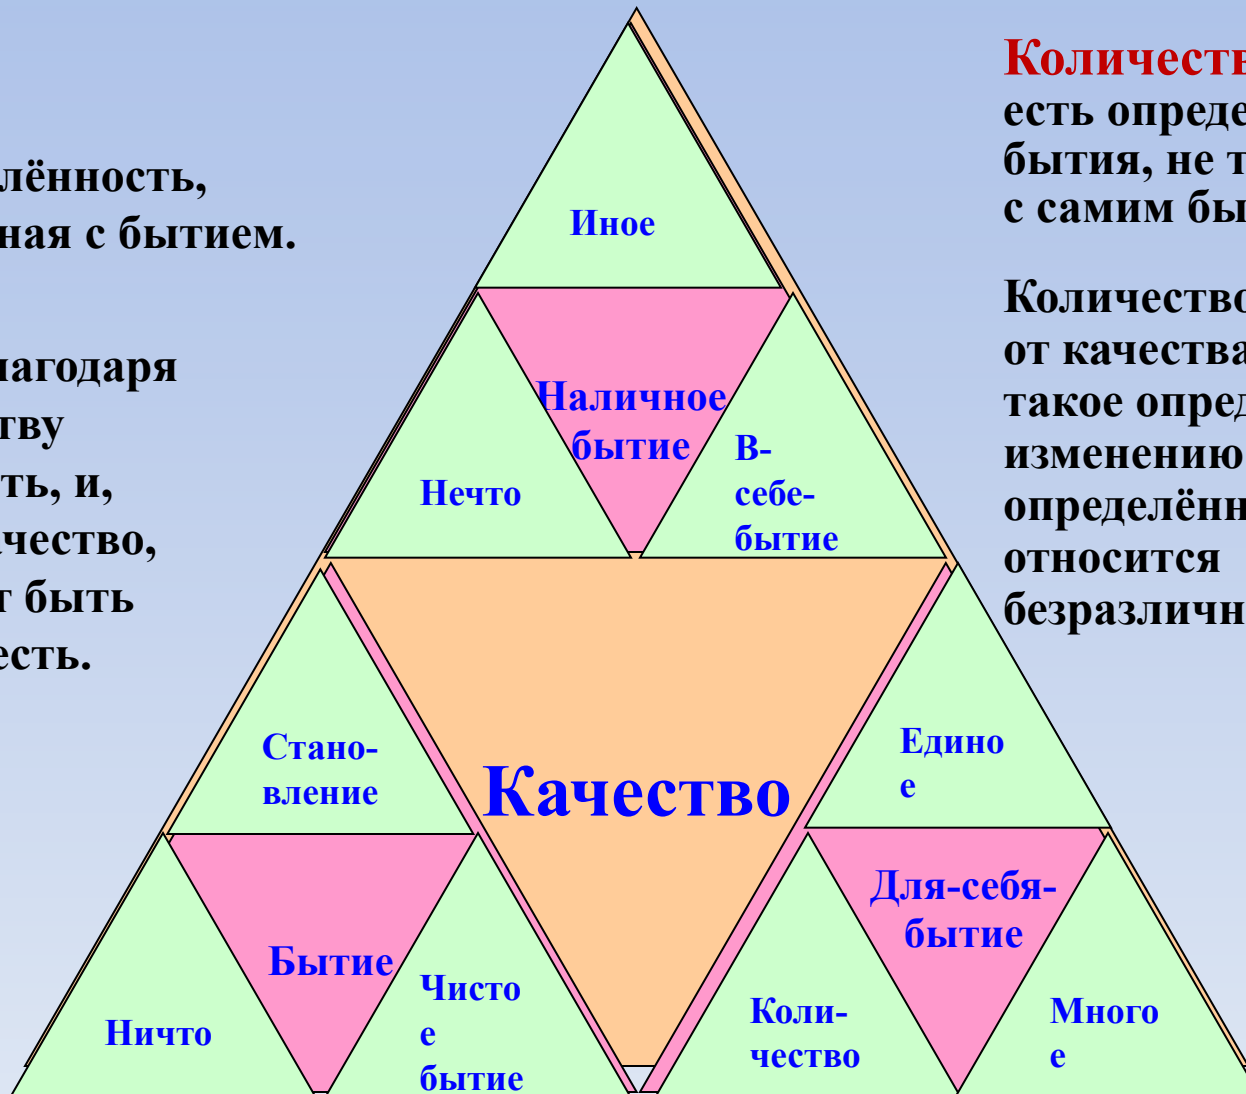 лённость,
ная с бытием.
лагодаря
тву
ть, и,
ачество,
т быть
есть.
Иное
Наличное
бытие
Нечто
В-
себе-
бытие
Качество
Стано-
вление
Бытие
Ничто
Чисто
е
бытие
Едино
е
Для-себя-
бытие
Коли-
чество
Много
е
Количеств
есть опреде
бытия, не т
с самим бы
Количество
от качества
такое опред
изменению
определённ
относится
безразличн